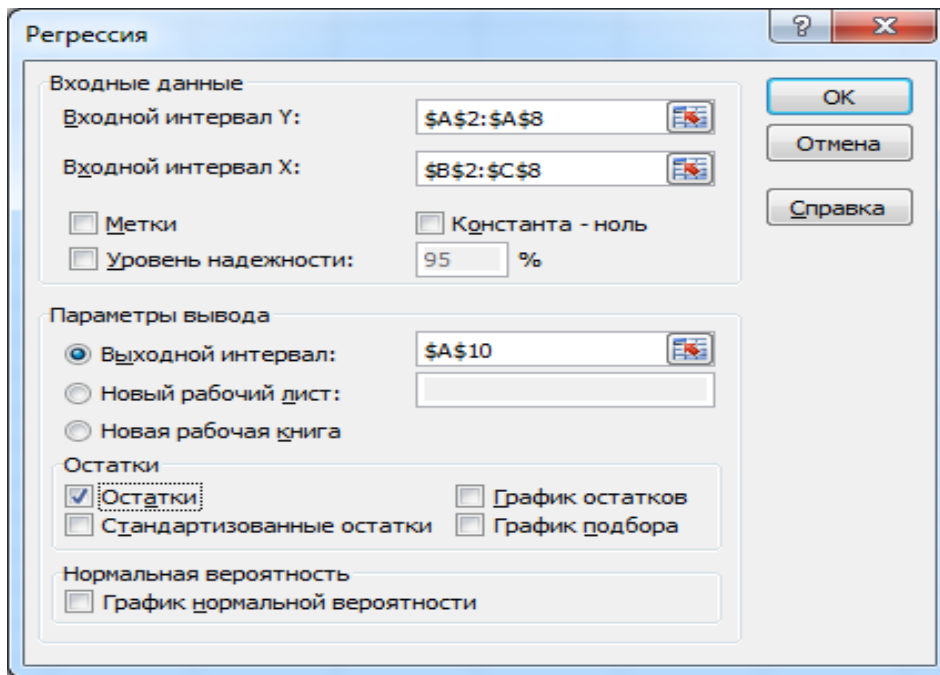 Регрессия
Входные данные
Входной интервал Y: $A$2:$A$8
Входной интервал X: $B$2:$C$8
Метки Константа - ноль
Уровень надежности: 95 %
OK
Отмена
Справка
Параметры вывода
Выходной интервал: $A$10
Новый рабочий лист:
Новая рабочая книга
Остатки
Остатки График остатков
Стандартизованные остатки График подбора
Нормальная вероятность
График нормальной вероятности